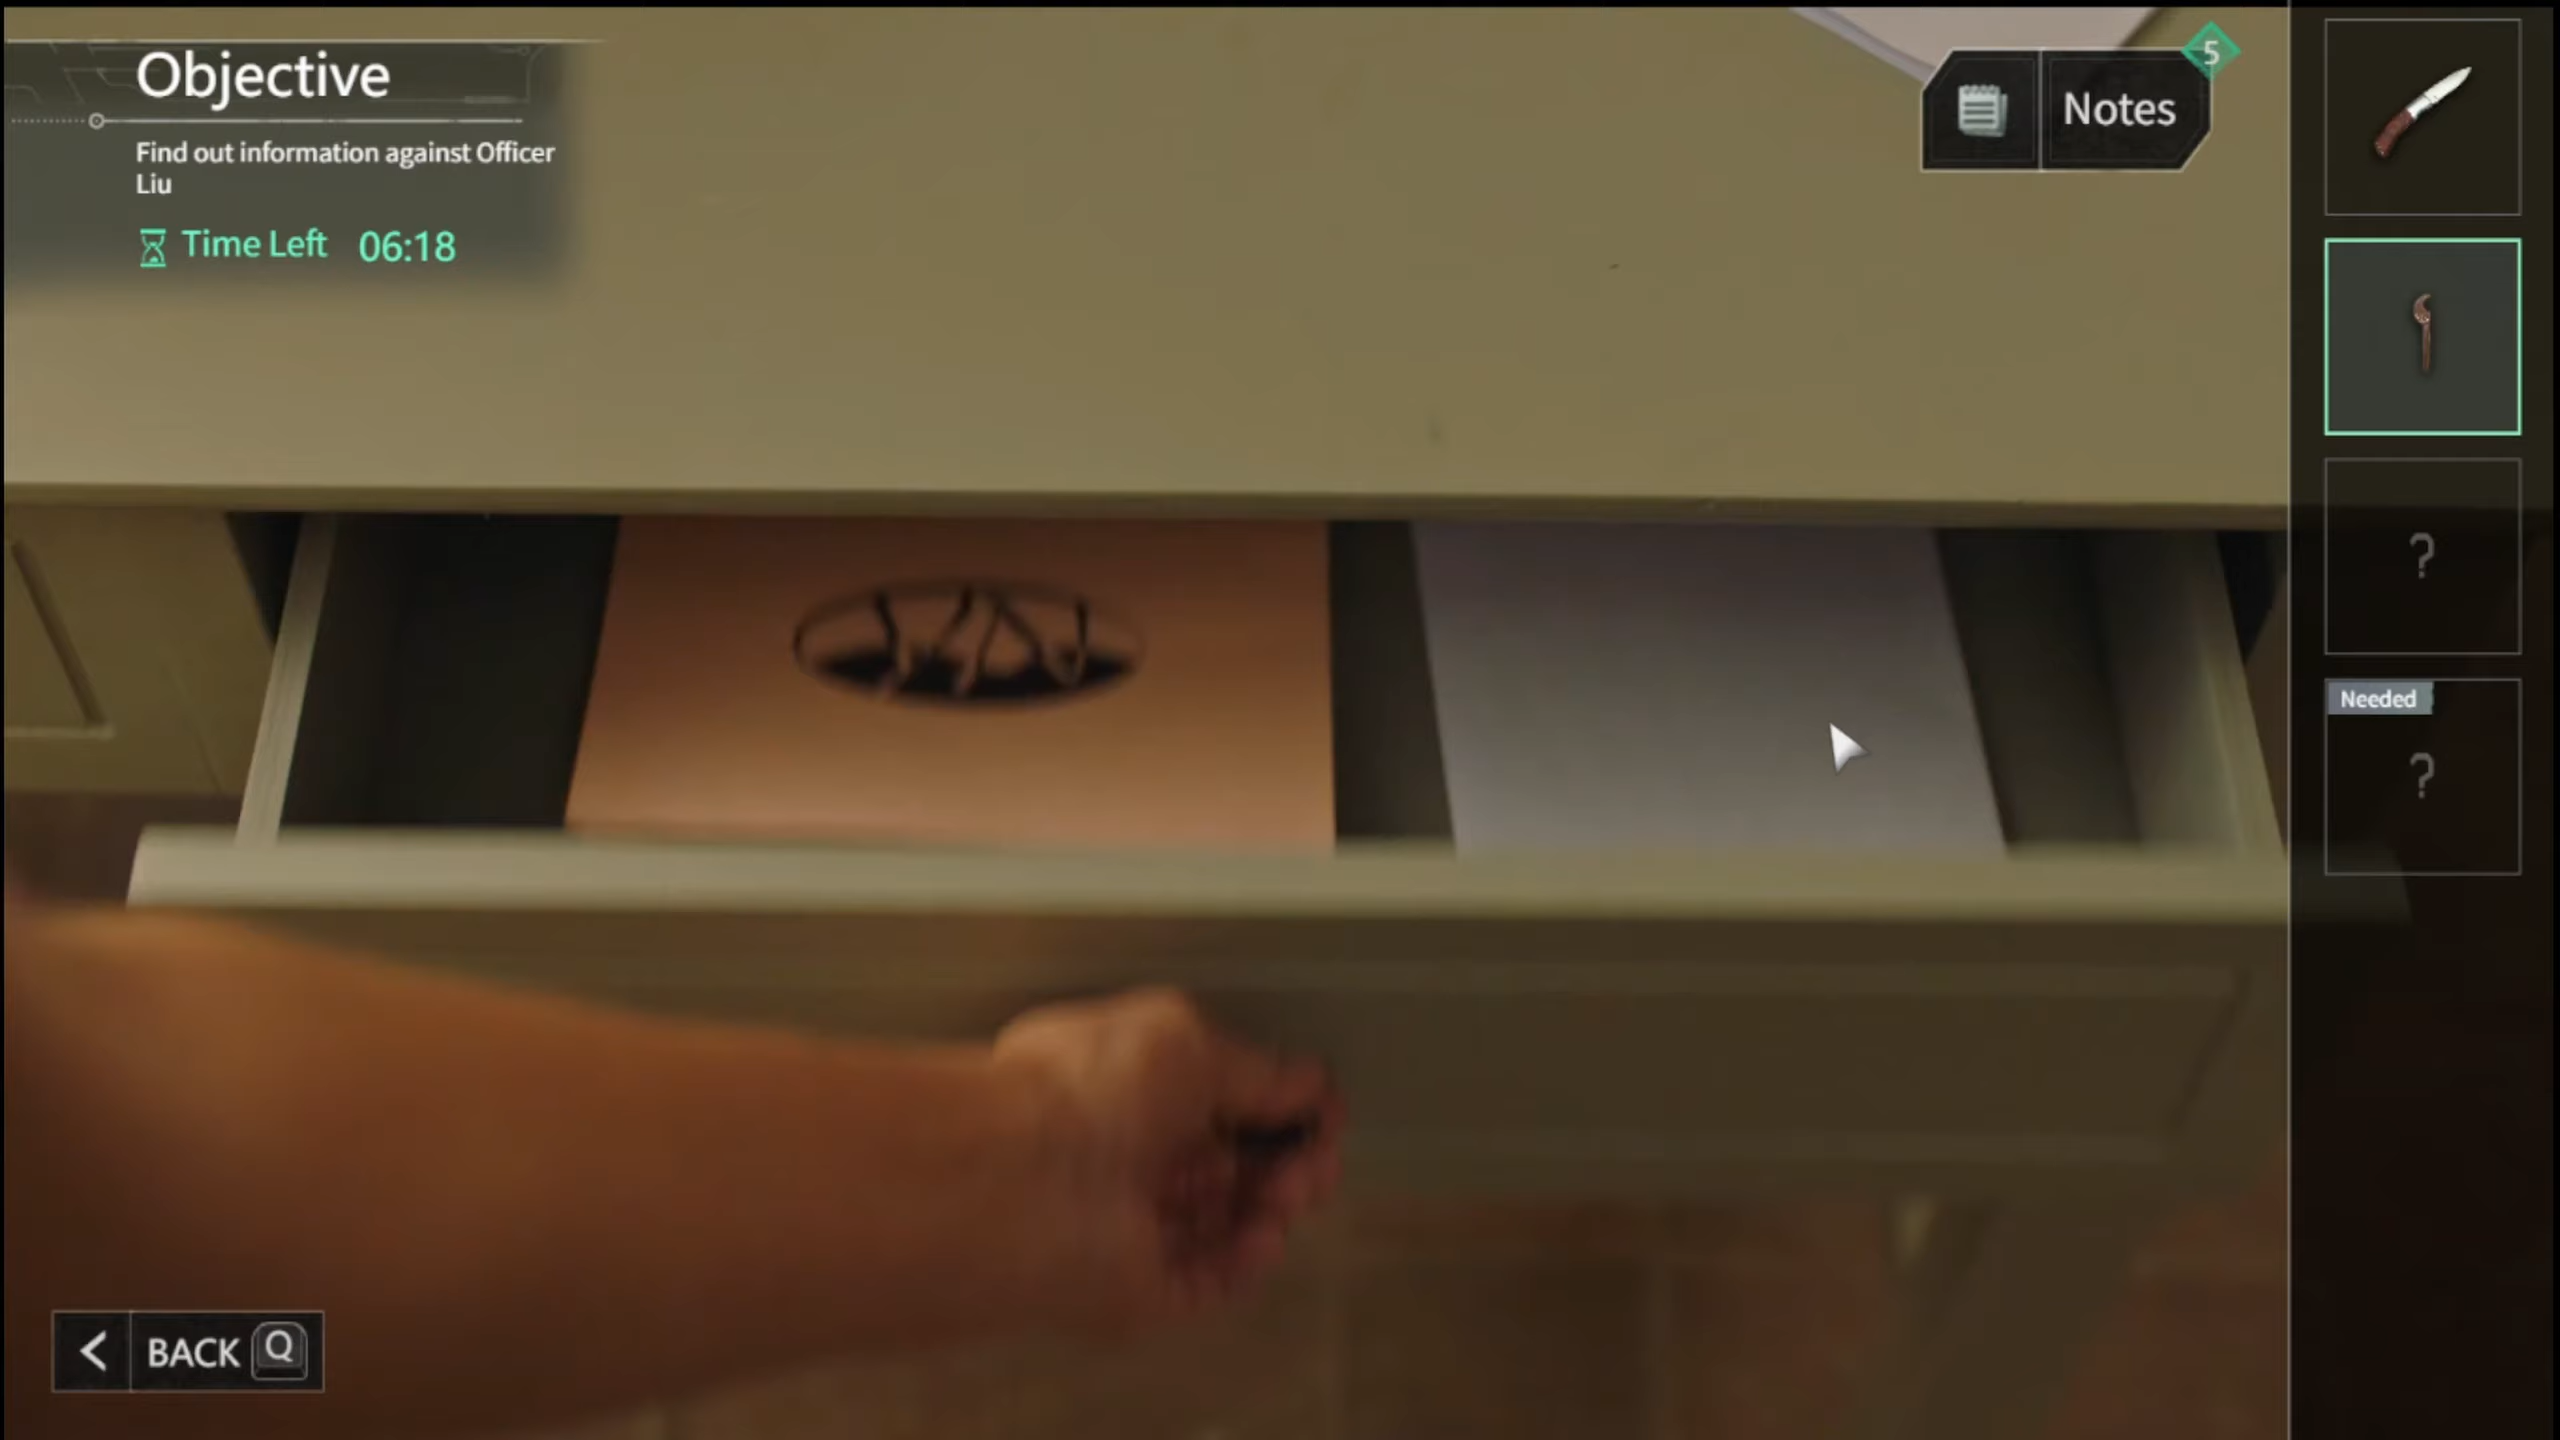 Objective
Find out information against Officer
Liu
Time Left 06:18
Notes
5
?
Needed
?
< BACK Q